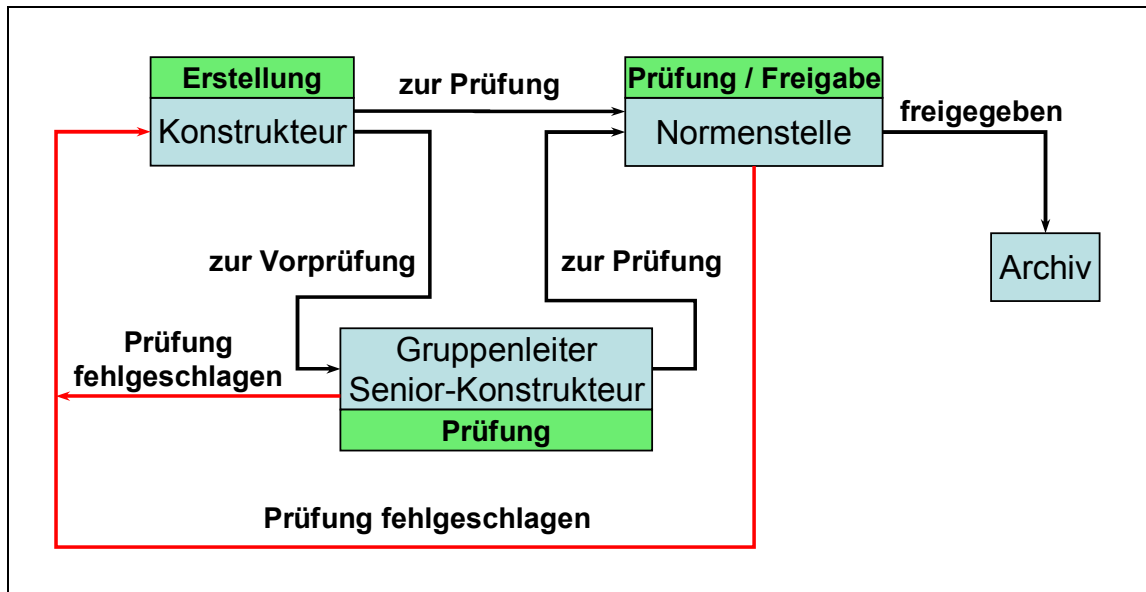 Erstellung
Konstrukteur
zur Prüfung
Prüfung / Freigabe
Normenstelle
freigegeben
Archiv
zur Vorprüfung
zur Prüfung
Prüfung
fehlgeschlagen
Gruppenleiter
Senior-Konstrukteur
Prüfung
Prüfung fehlgeschlagen